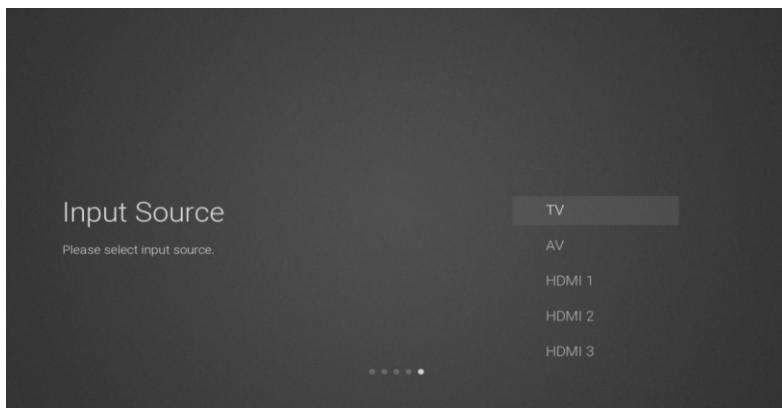 Input Source
Please select input source.
TV
AV
HDMI 1
HDMI 2
HDMI 3